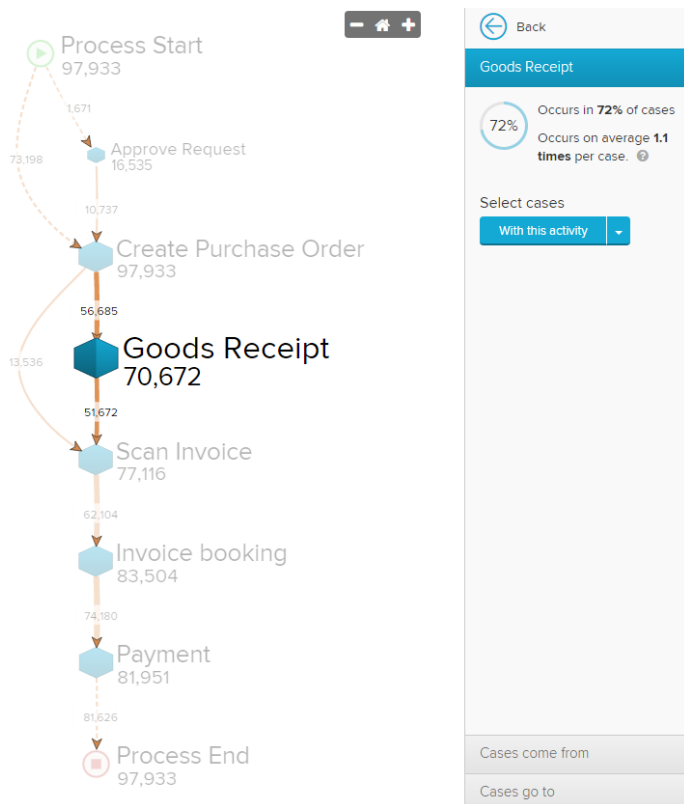 Process Start
97,933
1,671
73,198
Approve Request
16,535
10,737
Create Purchase Order
97,933
56,685
13,536
Goods Receipt
70,672
51,672
Scan Invoice
77,116
62,104
Invoice booking
83,504
74,180
Payment
81,951
81,626
Process End
97,933
Back
Goods Receipt
72%
Occurs in 72% of cases
Occurs on average 1.1
times per case. ?
Select cases
With this activity
Cases come from
Cases go to